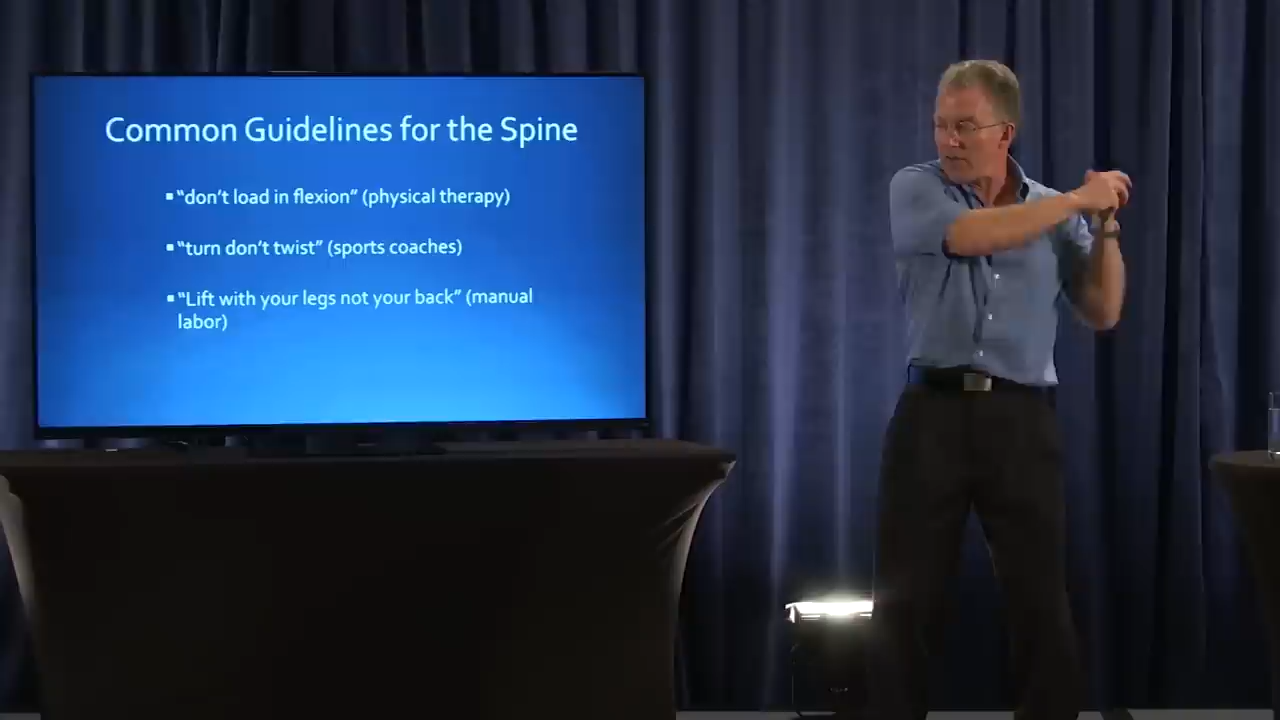 Common Guidelines for the Spine
▪“don’t load in flexion” (physical therapy)
▪“turn don’t twist” (sports coaches)
▪“Lift with your legs not your back” (manual
labor)